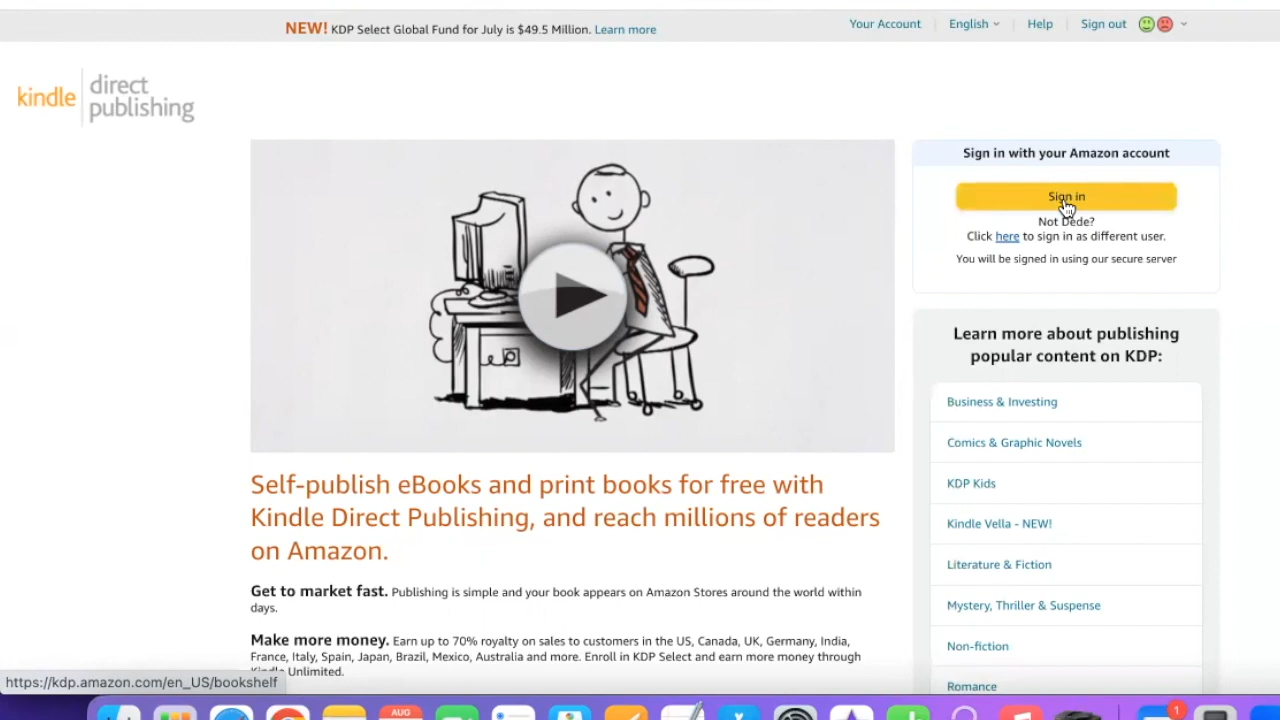 NEW! KDP Select Global Fund for July is $49.5 Million. Learn more
Your Account
English
Help
Sign out
kindle
direct
publishing
Sign in with your Amazon account
Sign in
Not Dede?
Click here to sign in as different user.
You will be signed in using our secure server
Learn more about publishing
popular content on KDP:
Business & Investing
Comics & Graphic Novels
KDP Kids
Kindle Vella - NEW!
Literature & Fiction
Mystery, Thriller & Suspense
Non-fiction
Romance
Self-publish eBooks and print books for free with
Kindle Direct Publishing, and reach millions of readers
on Amazon.
Get to market fast. Publishing is simple and your book appears on Amazon Stores around the world within
days.
Make more money. Earn up to 70% royalty on sales to customers in the US, Canada, UK, Germany, India,
France, Italy, Spain, Japan, Brazil, Mexico, Australia and more. Enroll in KDP Select and earn more money through
Kindle Unlimited.
https://kdp.amazon.com/en_US/bookshelf
AUG
1